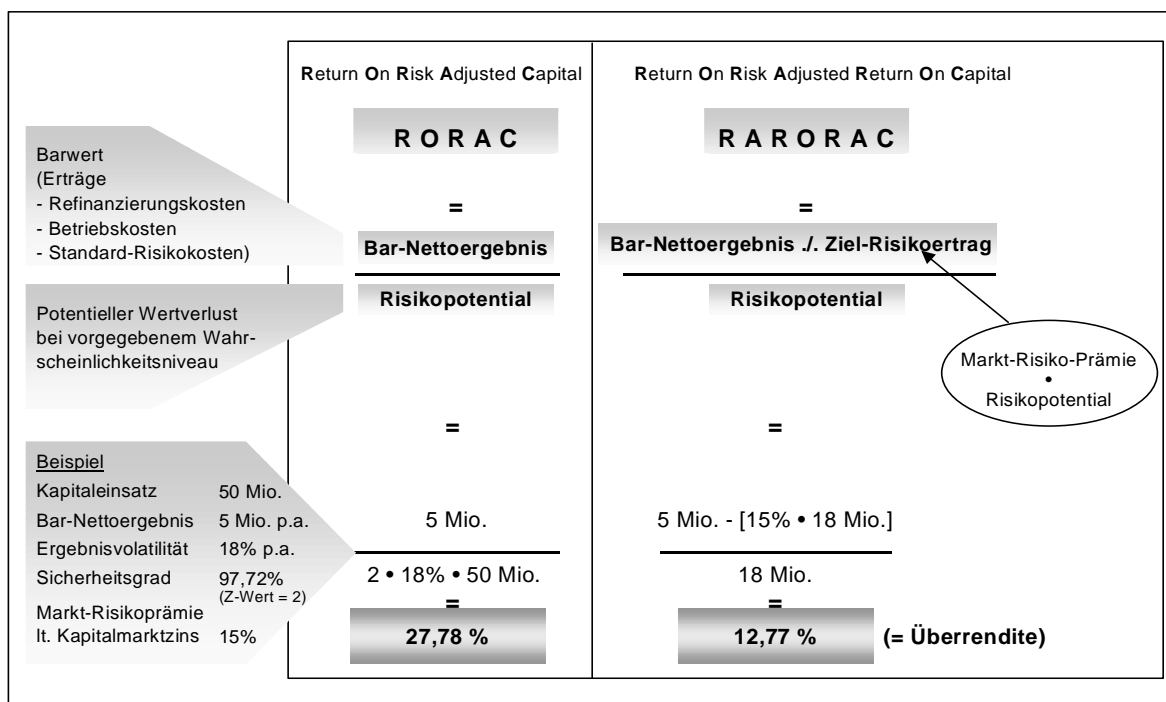 Return On Risk Adjusted Capital
RORAC
=
Bar-Nettoergebnis
Risikopotential
=
5 Mio.
2 • 18% • 50 Mio.
=
27,78 %
Return On Risk Adjusted Return On Capital
RARORAC
=
Bar-Nettoergebnis ./. Ziel-Risikoertrag
Risikopotential
Markt-Risiko-Prämie
•
Risikopotential
=
5 Mio. - [15% • 18 Mio.]
18 Mio.
=
12,77 % (= Überrendite)
Barwert
(Erträge
- Refinanzierungskosten
- Betriebskosten
- Standard-Risikokosten)
Potentieller Wertverlust
bei vorgegebenem Wahr-
scheinlichkeitsniveau
Beispiel
Kapitaleinsatz 50 Mio.
Bar-Nettoergebnis 5 Mio. p.a.
Ergebnisvolatilität 18% p.a.
Sicherheitsgrad 97,72%
(Z-Wert = 2)
Markt-Risikoprämie
lt. Kapitalmarktzins 15%